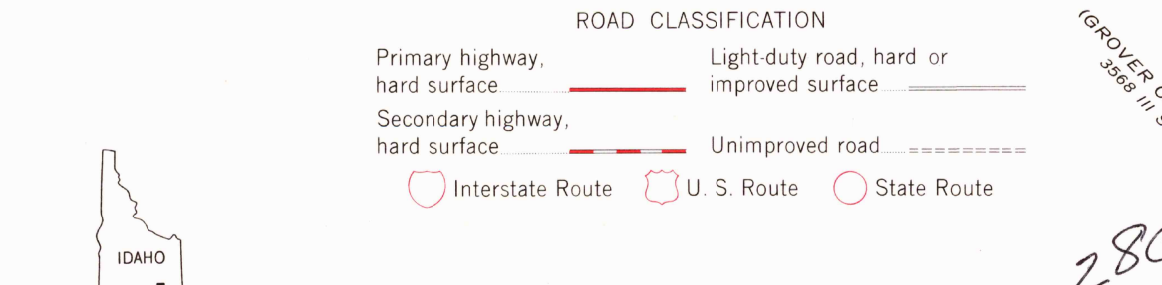 ROAD CLASSIFICATION
Primary highway,
hard surface
Light-duty road, hard or
improved surface
Secondary highway,
hard surface
Unimproved road
Interstate Route
U. S. Route
State Route
IDAHO
(GROVER
3568 III S